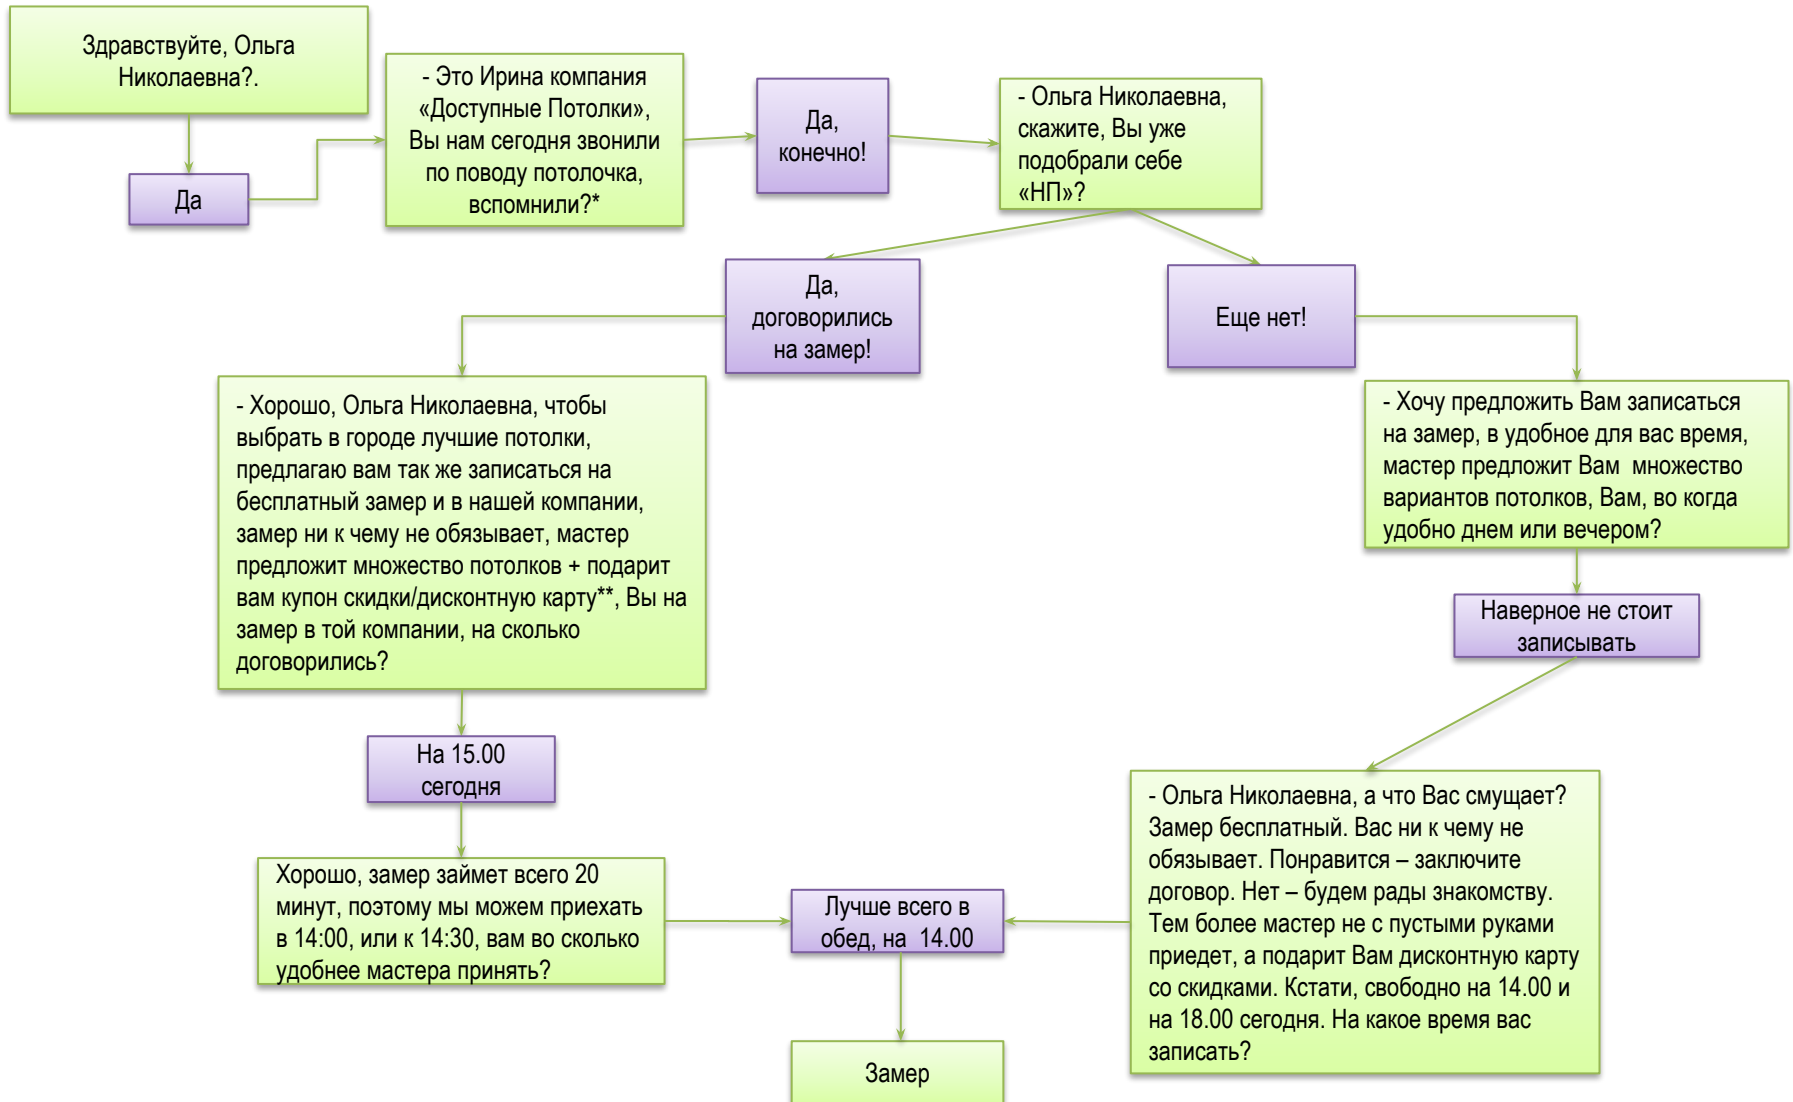 Здравствуйте, Ольга
Николаевна?.
Да
- Это Ирина компания
«Доступные Потолки»,
Вы нам сегодня звонили
по поводу потолочка,
вспомнили?*
Да,
конечно!
- Ольга Николаевна,
скажите, Вы уже
подобрали себе
«НП»?
Да,
договорились
на замер!
Еще нет!
- Хорошо, Ольга Николаевна, чтобы
выбрать в городе лучшие потолки,
предлагаю вам так же записаться на
бесплатный замер и в нашей компании,
замер ни к чему не обязывает, мастер
предложит множество потолков + подарит
вам купон скидки/дисконтную карту**, Вы на
замер в той компании, на сколько
договорились?
- Хочу предложить Вам записаться
на замер, в удобное для вас время,
мастер предложит Вам  множество
вариантов потолков, Вам, во когда
удобно днем или вечером?
Наверное не стоит
записывать
На 15.00
сегодня
- Ольга Николаевна, а что Вас смущает?
Замер бесплатный. Вас ни к чему не
обязывает. Понравится – заключите
договор. Нет – будем рады знакомству.
Тем более мастер не с пустыми руками
приедет, а подарит Вам дисконтную карту
со скидками. Кстати, свободно на 14.00 и
на 18.00 сегодня. На какое время вас
записать?
Хорошо, замер займет всего 20
минут, поэтому мы можем приехать
в 14:00, или к 14:30, вам во сколько
удобнее мастера принять?
Лучше всего в
обед, на  14.00
Замер